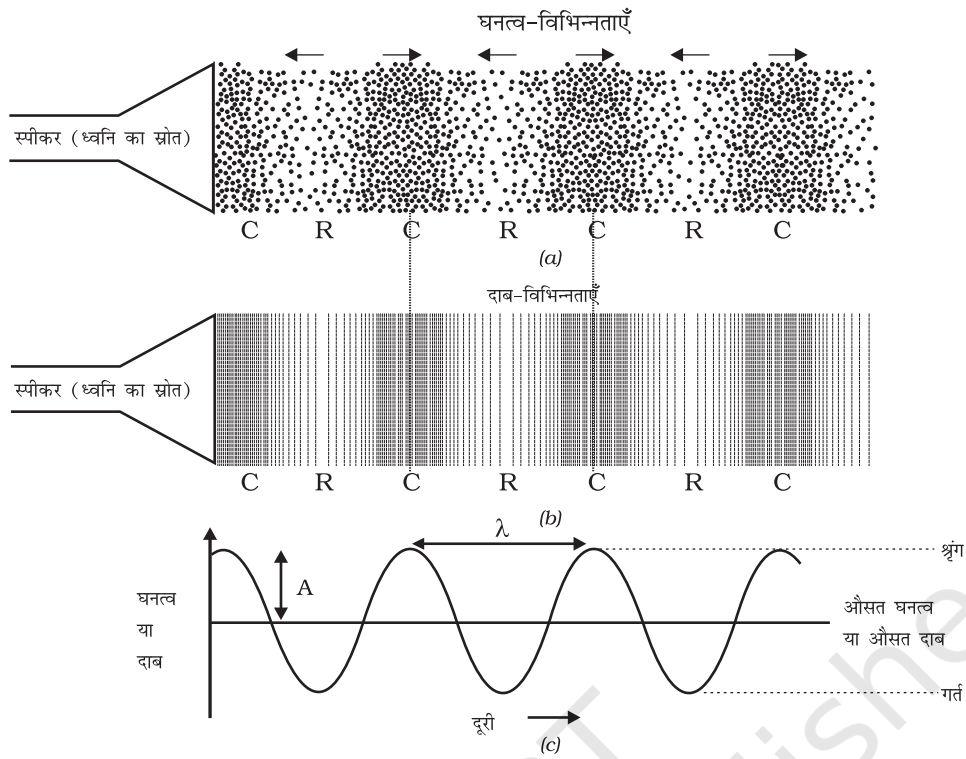 घनत्व-विभिन्नताएँ
स्पीकर (ध्वनि का स्रोत)
C R C R C R C
(a)
दाब-विभिन्नताएँ
स्पीकर (ध्वनि का स्रोत)
C R C R C R C
(b)
λ
श्रृंग
A
घनत्व
या
दाब
औसत घनत्व
या औसत दाब
गर्त
दूरी
(c)